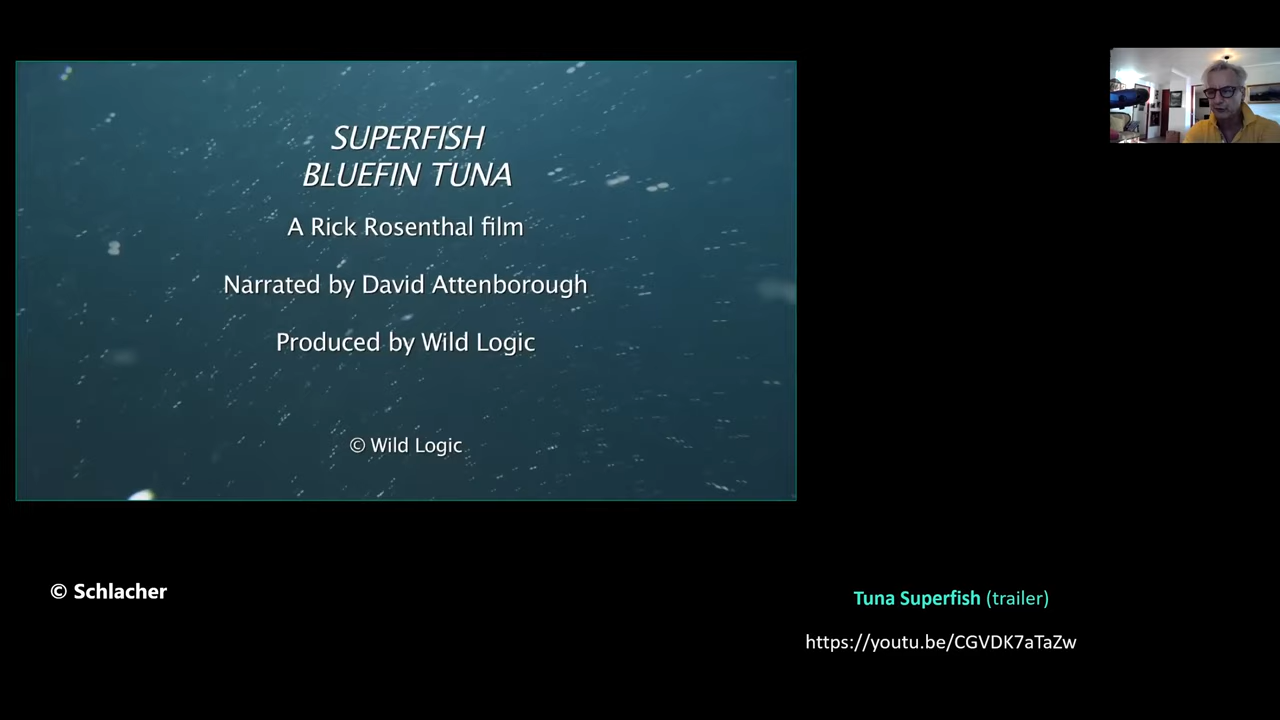 SUPERFISH
BLUEFIN TUNA
A Rick Rosenthal film
Narrated by David Attenborough
Produced by Wild Logic
© Wild Logic
© Schlacher
Tuna Superfish (trailer)
https://youtu.be/CGVDK7aTaZw